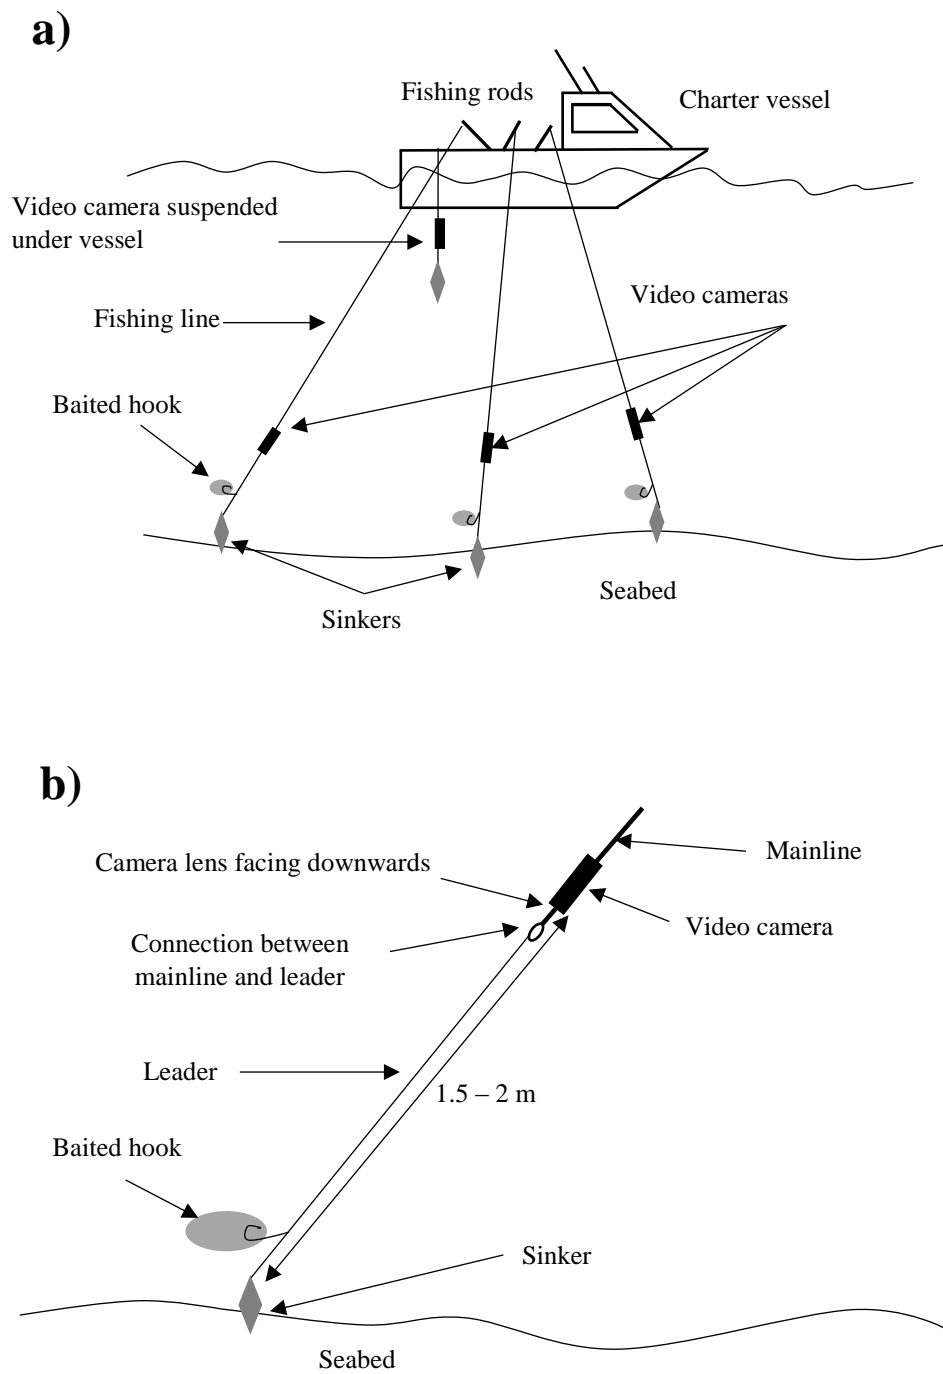 a)
Fishing rods
Charter vessel
Video camera suspended
under vessel
Video cameras
Fishing line
Baited hook
Seabed
Sinkers
b)
Mainline
Camera lens facing downwards
Video camera
Connection between
mainline and leader
Leader
1.5 – 2 m
Baited hook
Sinker
Seabed